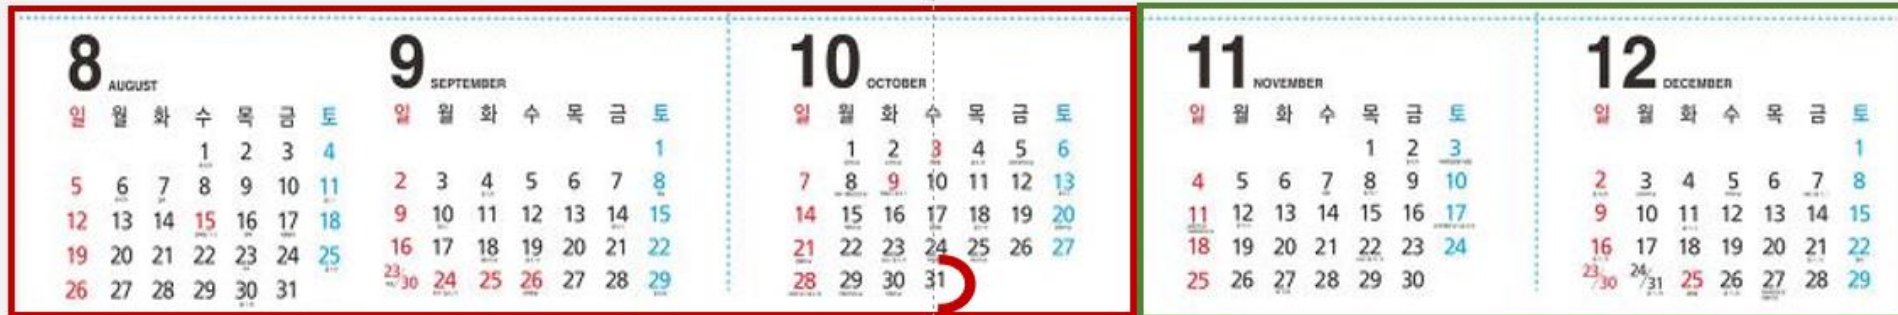 8 AUGUST
일 월 화 수 목 금 토
1 2 3 4
5 6 7 8 9 10 11
12 13 14 15 16 17 18
19 20 21 22 23 24 25
26 27 28 29 30 31
9 SEPTEMBER
일 월 화 수 목 금 토
1
2 3 4 5 6 7 8
9 10 11 12 13 14 15
16 17 18 19 20 21 22
23/30 24 25 26 27 28 29
10 OCTOBER
일 월 화 수 목 금 토
1 2 3 4 5 6
7 8 9 10 11 12 13
14 15 16 17 18 19 20
21 22 23 24 25 26 27
28 29 30 31
11 NOVEMBER
일 월 화 수 목 금 토
1 2 3
4 5 6 7 8 9 10
11 12 13 14 15 16 17
18 19 20 21 22 23 24
25 26 27 28 29 30
12 DECEMBER
일 월 화 수 목 금 토
1
2 3 4 5 6 7 8
9 10 11 12 13 14 15
16 17 18 19 20 21 22
23/30 24/31 25 26 27 28 29